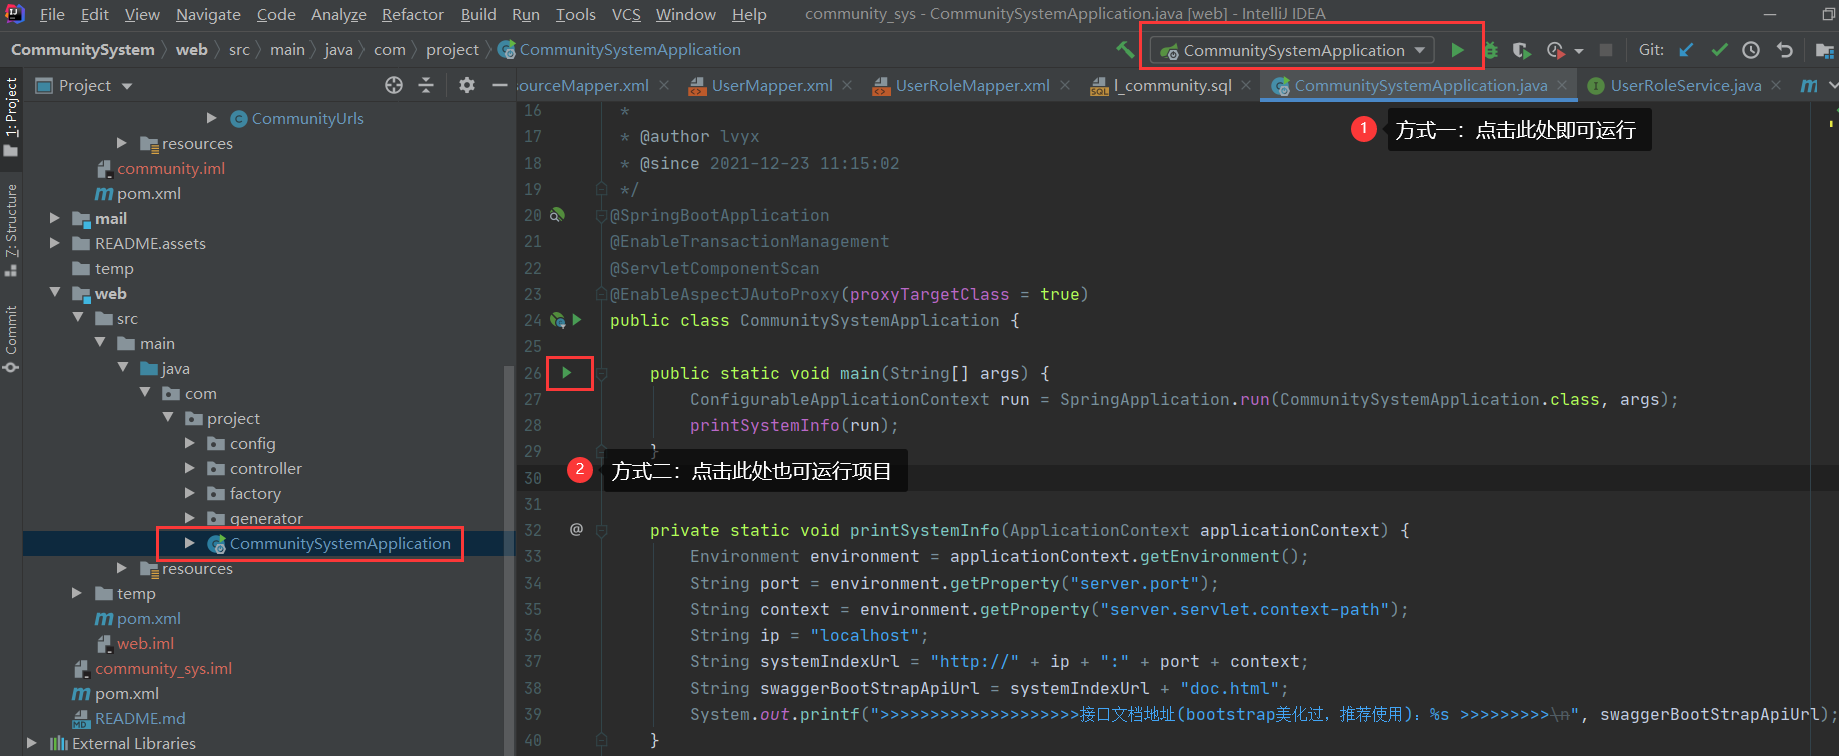 File Edit View Navigate Code Analyze Refactor Build Run Tools VCS Window Help community_sys - CommunitySystemApplication.java [web] - IntelliJ IDEA
CommunitySystem web src main java com project CommunitySystemApplication CommunitySystemApplication Git:
Project
1: Project
Z: Structure
Commit
CommunityUrls
resources
community.iml
pom.xml
mail
README.assets
temp
web
src
main
java
com
project
config
controller
factory
generator
CommunitySystemApplication
resources
temp
pom.xml
web.iml
community_sys.iml
pom.xml
README.md
External Libraries
sourceMapper.xml UserMapper.xml UserRoleMapper.xml l_community.sql CommunitySystemApplication.java UserRoleService.java m
1 方式一：点击此处即可运行
16 *
17 * @author lvyx
18 * @since 2021-12-23 11:15:02
19 */
20 @SpringBootApplication
21 @EnableTransactionManagement
22 @ServletComponentScan
23 @EnableAspectJAutoProxy(proxyTargetClass = true)
24 public class CommunitySystemApplication {
25
26 public static void main(String[] args) {
27 ConfigurableApplicationContext run = SpringApplication.run(CommunitySystemApplication.class, args);
28 printSystemInfo(run);
29 }
2 方式二：点击此处也可运行项目
30
31
32 @ private static void printSystemInfo(ApplicationContext applicationContext) {
33 Environment environment = applicationContext.getEnvironment();
34 String port = environment.getProperty("server.port");
35 String context = environment.getProperty("server.servlet.context-path");
36 String ip = "localhost";
37 String systemIndexUrl = "http://" + ip + ":" + port + context;
38 String swaggerBootStrapApiUrl = systemIndexUrl + "doc.html";
39 System.out.printf(">>>>>>>>>>>>>>>>>>>>接口文档地址(bootstrap美化过，推荐使用)：%s >>>>>>>>>\n", swaggerBootStrapApiUrl);
40 }